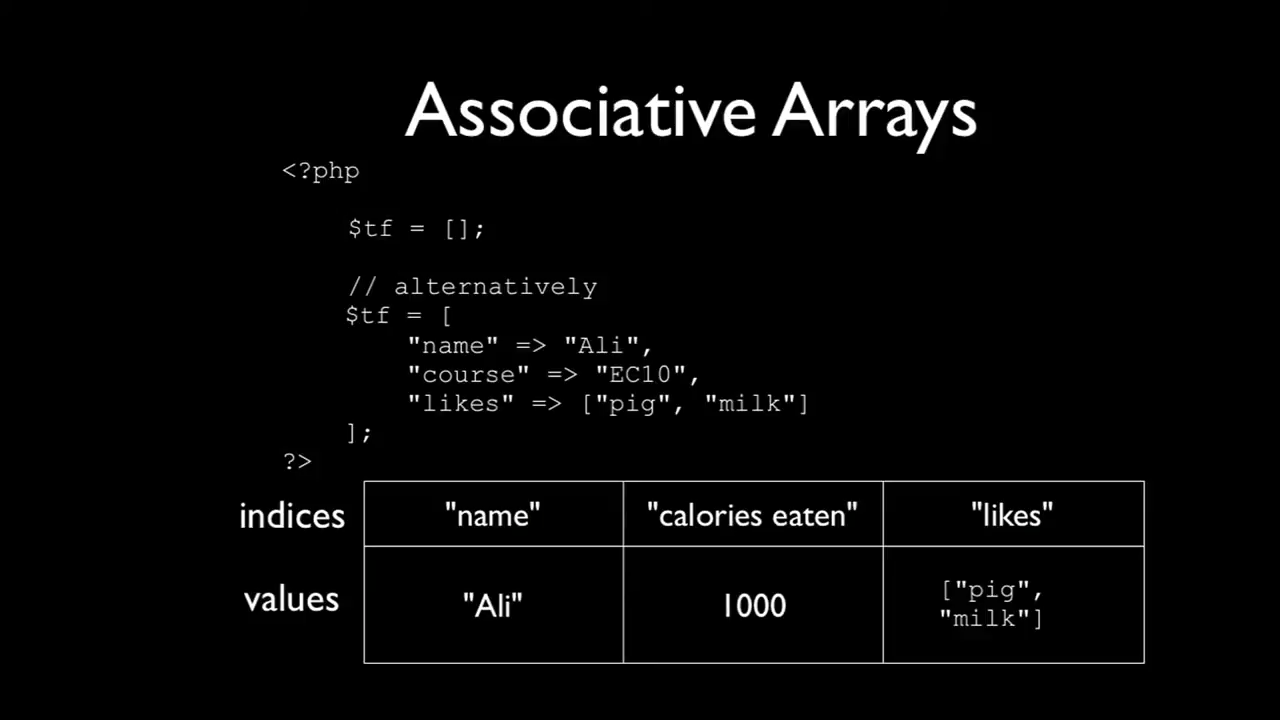 Associative Arrays
<?php
$tf = [];
// alternatively
$tf = [
"name" => "Ali",
"course" => "EC10",
"likes" => ["pig", "milk"]
];
?>
indices "name" "calories eaten" "likes"
values "Ali" 1000 ["pig",
"milk"]